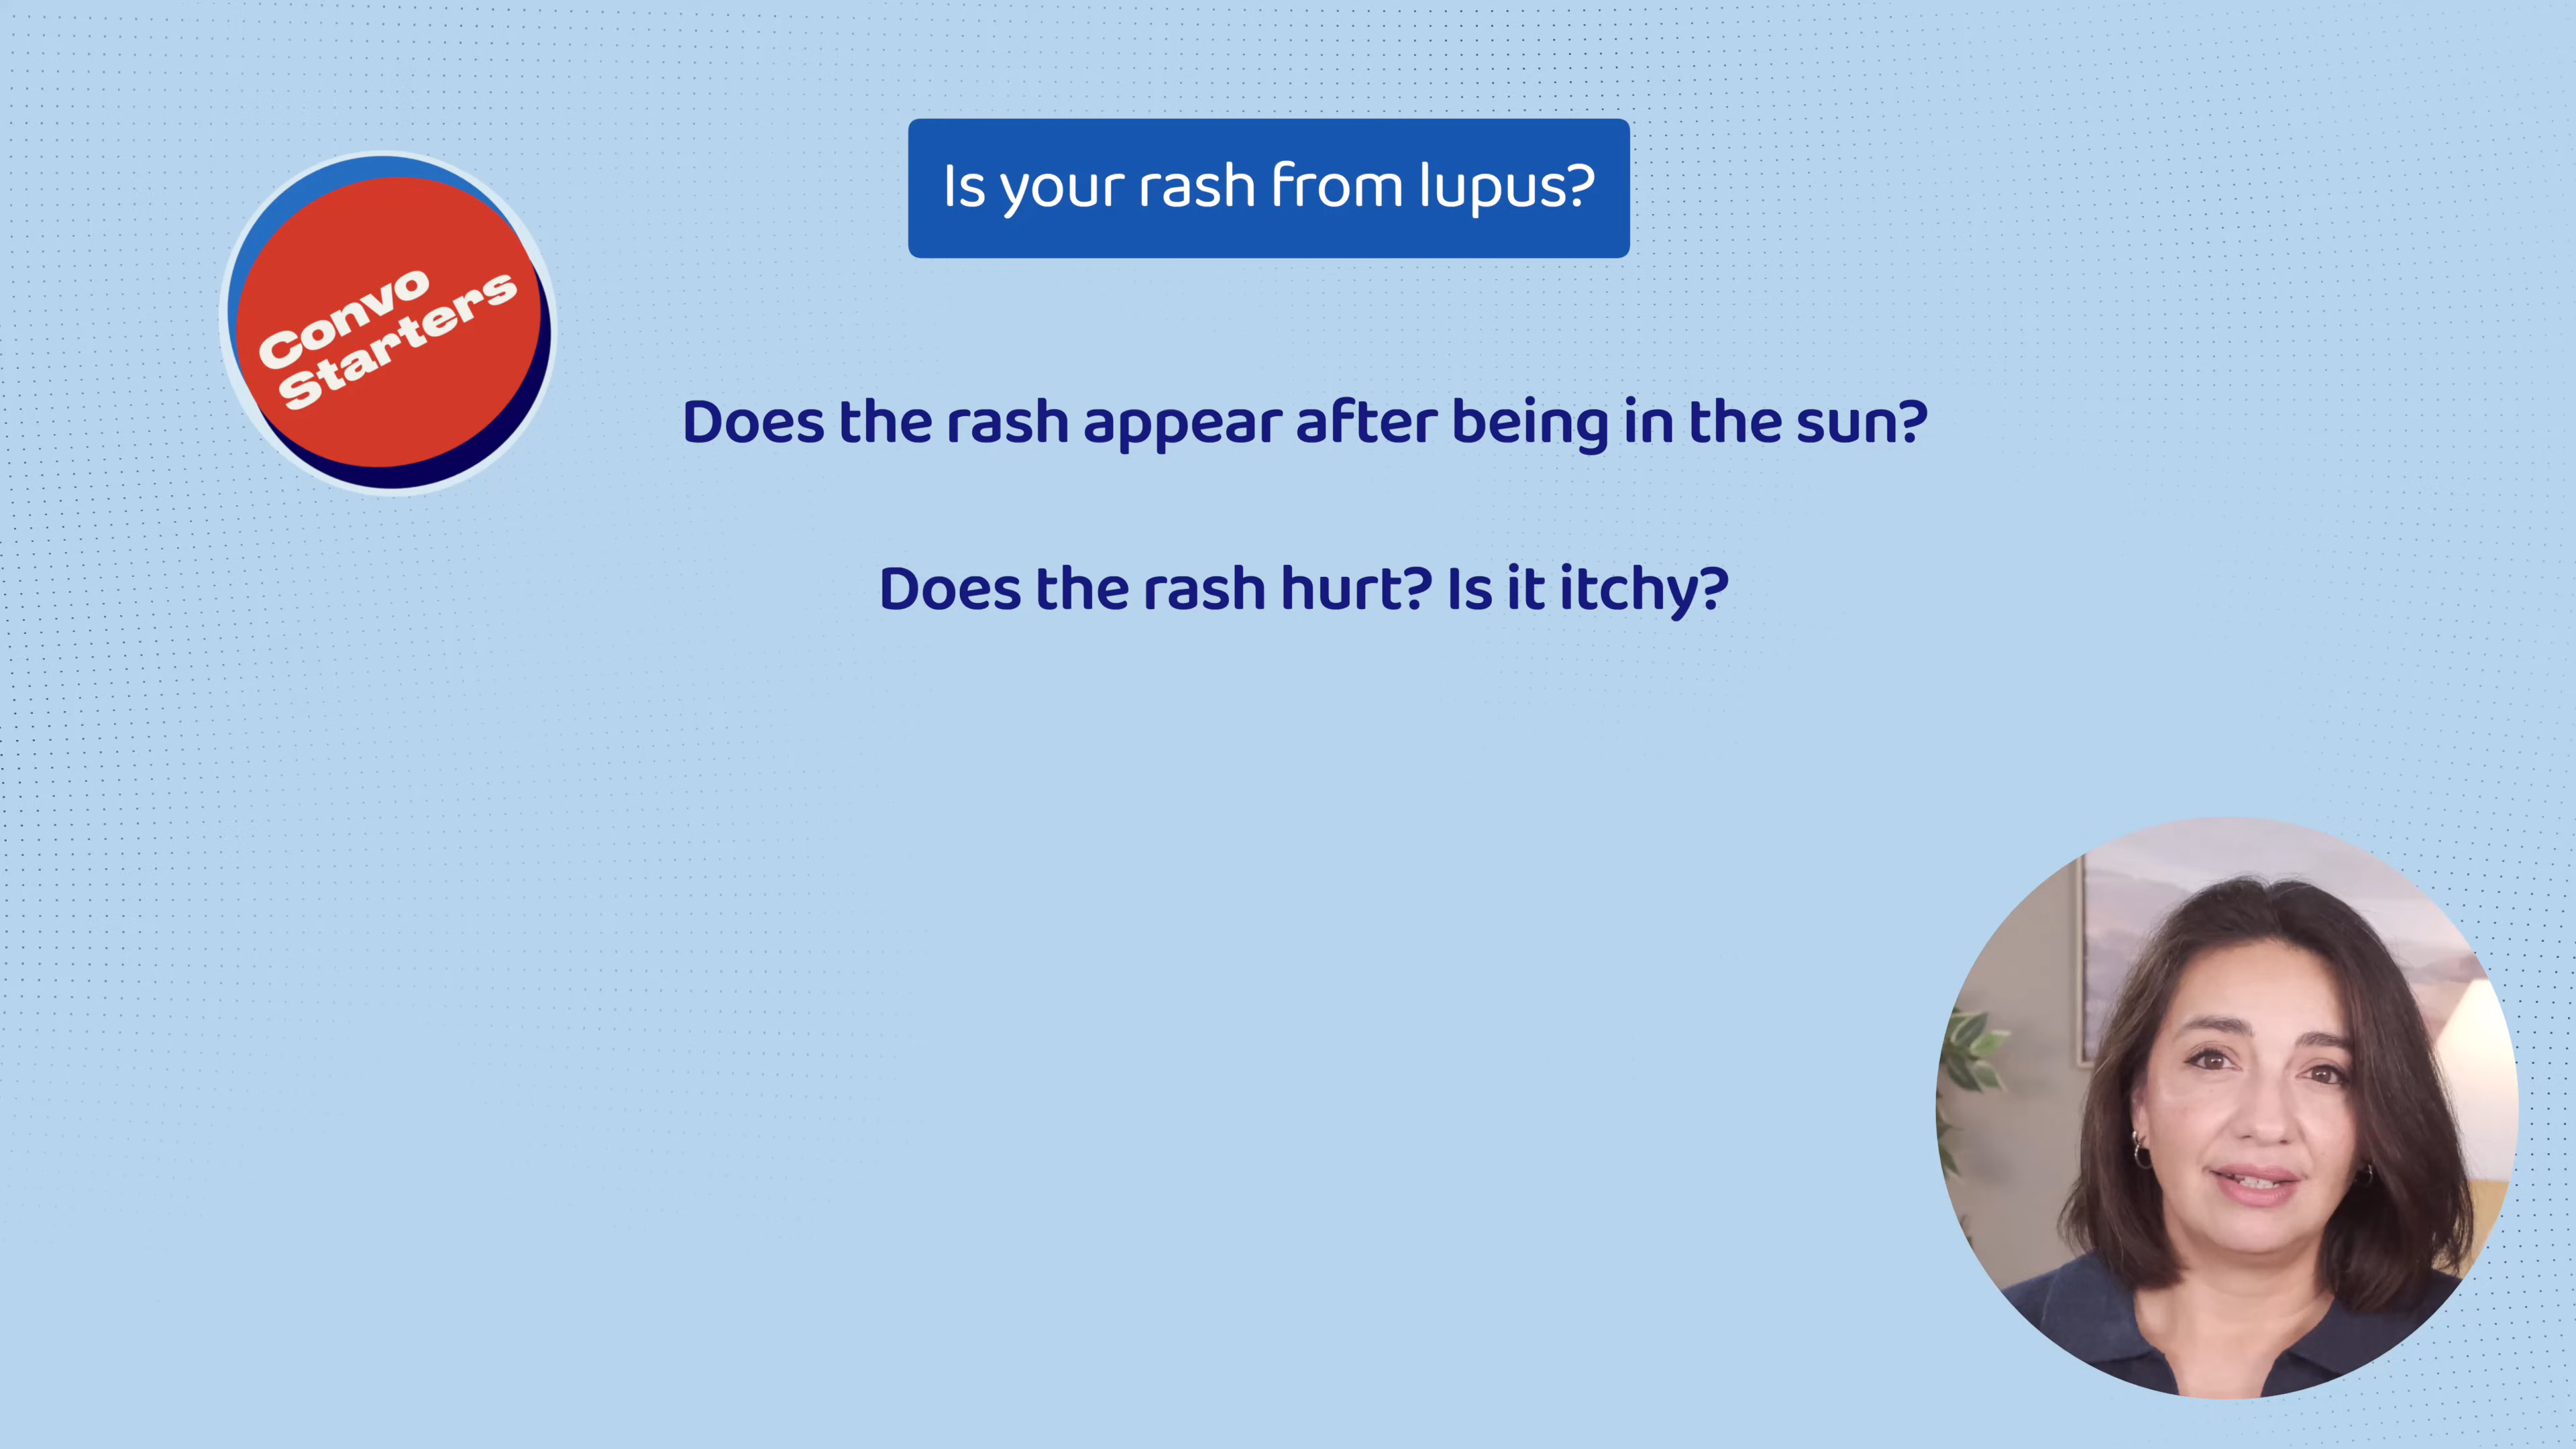 Is your rash from lupus?
Convo
Starters
Does the rash appear after being in the sun?
Does the rash hurt? Is it itchy?